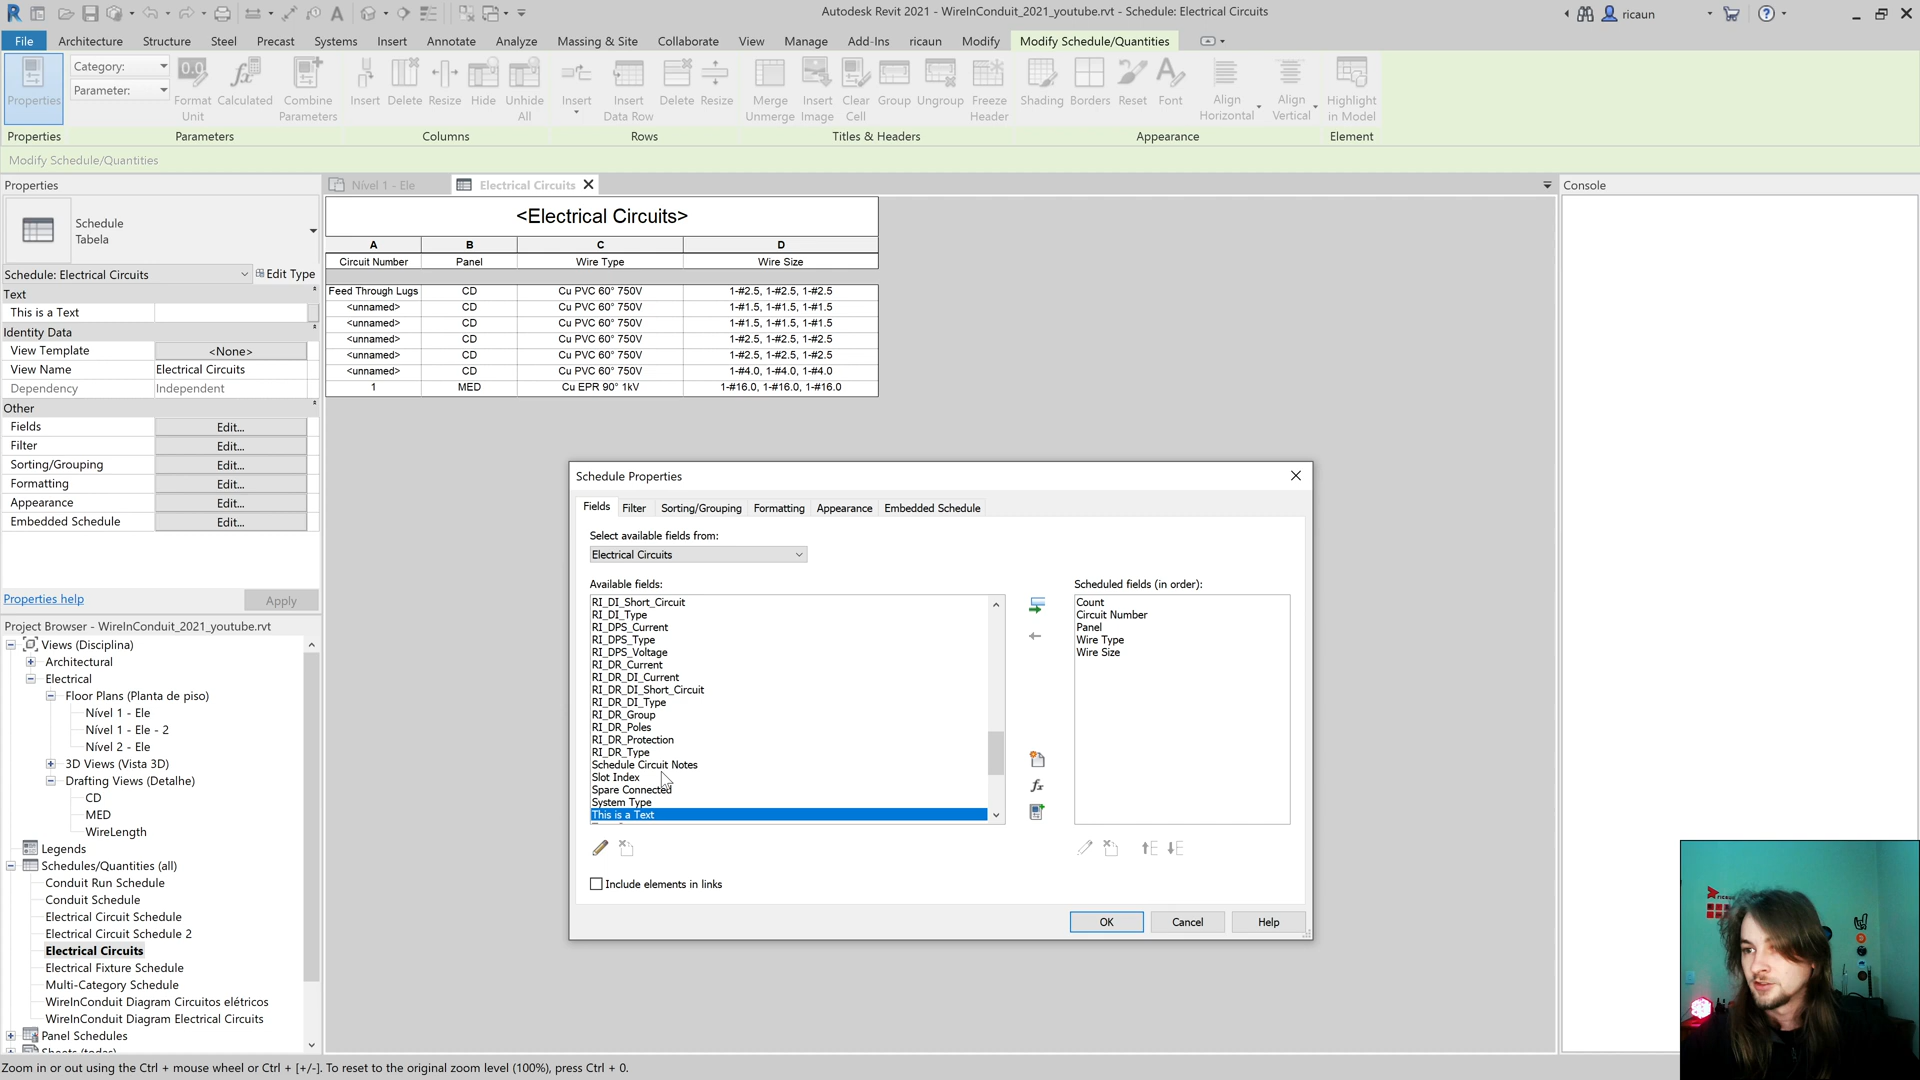 Autodesk Revit 2021 - WireInConduit_2021_youtube.rvt - Schedule: Electrical Circuits
ricaun
File Architecture Structure Steel Precast Systems Insert Annotate Analyze Massing & Site Collaborate View Manage Add-Ins ricaun Modify Modify Schedule/Quantities
Properties
Category:
Parameter:
Format Unit
Calculated
Combine Parameters
Insert Delete Resize Hide Unhide All
Insert
Insert Data Row
Delete Resize
Merge Unmerge
Insert Image
Clear Cell
Group Ungroup
Freeze Header
Shading Borders Reset Font
Align Horizontal
Align Vertical
Highlight in Model
Properties Parameters Columns Rows Titles & Headers Appearance Element
Modify Schedule/Quantities
Properties
Schedule
Tabela
Schedule: Electrical Circuits Edit Type
Text
This is a Text
Identity Data
View Template <None>
View Name Electrical Circuits
Dependency Independent
Other
Fields Edit...
Filter Edit...
Sorting/Grouping Edit...
Formatting Edit...
Appearance Edit...
Embedded Schedule Edit...
Properties help Apply
Project Browser - WireInConduit_2021_youtube.rvt
Views (Disciplina)
Architectural
Electrical
Floor Plans (Planta de piso)
Nível 1 - Ele
Nível 1 - Ele - 2
Nível 2 - Ele
3D Views (Vista 3D)
Drafting Views (Detalhe)
CD
MED
WireLength
Legends
Schedules/Quantities (all)
Conduit Run Schedule
Conduit Schedule
Electrical Circuit Schedule
Electrical Circuit Schedule 2
Electrical Circuits
Electrical Fixture Schedule
Multi-Category Schedule
WireInConduit Diagram Circuitos elétricos
WireInConduit Diagram Electrical Circuits
Panel Schedules
Sheets (todas)
Nível 1 - Ele Electrical Circuits
<Electrical Circuits>
A B C D
Circuit Number Panel Wire Type Wire Size
Feed Through Lugs CD Cu PVC 60° 750V 1-#2.5, 1-#2.5, 1-#2.5
<unnamed> CD Cu PVC 60° 750V 1-#1.5, 1-#1.5, 1-#1.5
<unnamed> CD Cu PVC 60° 750V 1-#1.5, 1-#1.5, 1-#1.5
<unnamed> CD Cu PVC 60° 750V 1-#2.5, 1-#2.5, 1-#2.5
<unnamed> CD Cu PVC 60° 750V 1-#2.5, 1-#2.5, 1-#2.5
<unnamed> CD Cu PVC 60° 750V 1-#4.0, 1-#4.0, 1-#4.0
1 MED Cu EPR 90° 1kV 1-#16.0, 1-#16.0, 1-#16.0
Schedule Properties
Fields Filter Sorting/Grouping Formatting Appearance Embedded Schedule
Select available fields from:
Electrical Circuits
Available fields:
RI_DI_Short_Circuit
RI_DI_Type
RI_DPS_Current
RI_DPS_Type
RI_DPS_Voltage
RI_DR_Current
RI_DR_DI_Current
RI_DR_DI_Short_Circuit
RI_DR_DI_Type
RI_DR_Group
RI_DR_Poles
RI_DR_Protection
RI_DR_Type
Schedule Circuit Notes
Slot Index
Spare Connected
System Type
This is a Text
Scheduled fields (in order):
Count
Circuit Number
Panel
Wire Type
Wire Size
fx
Include elements in links
OK Cancel Help
Console
Zoom in or out using the Ctrl + mouse wheel or Ctrl + [+/-]. To reset to the original zoom level (100%), press Ctrl + 0.